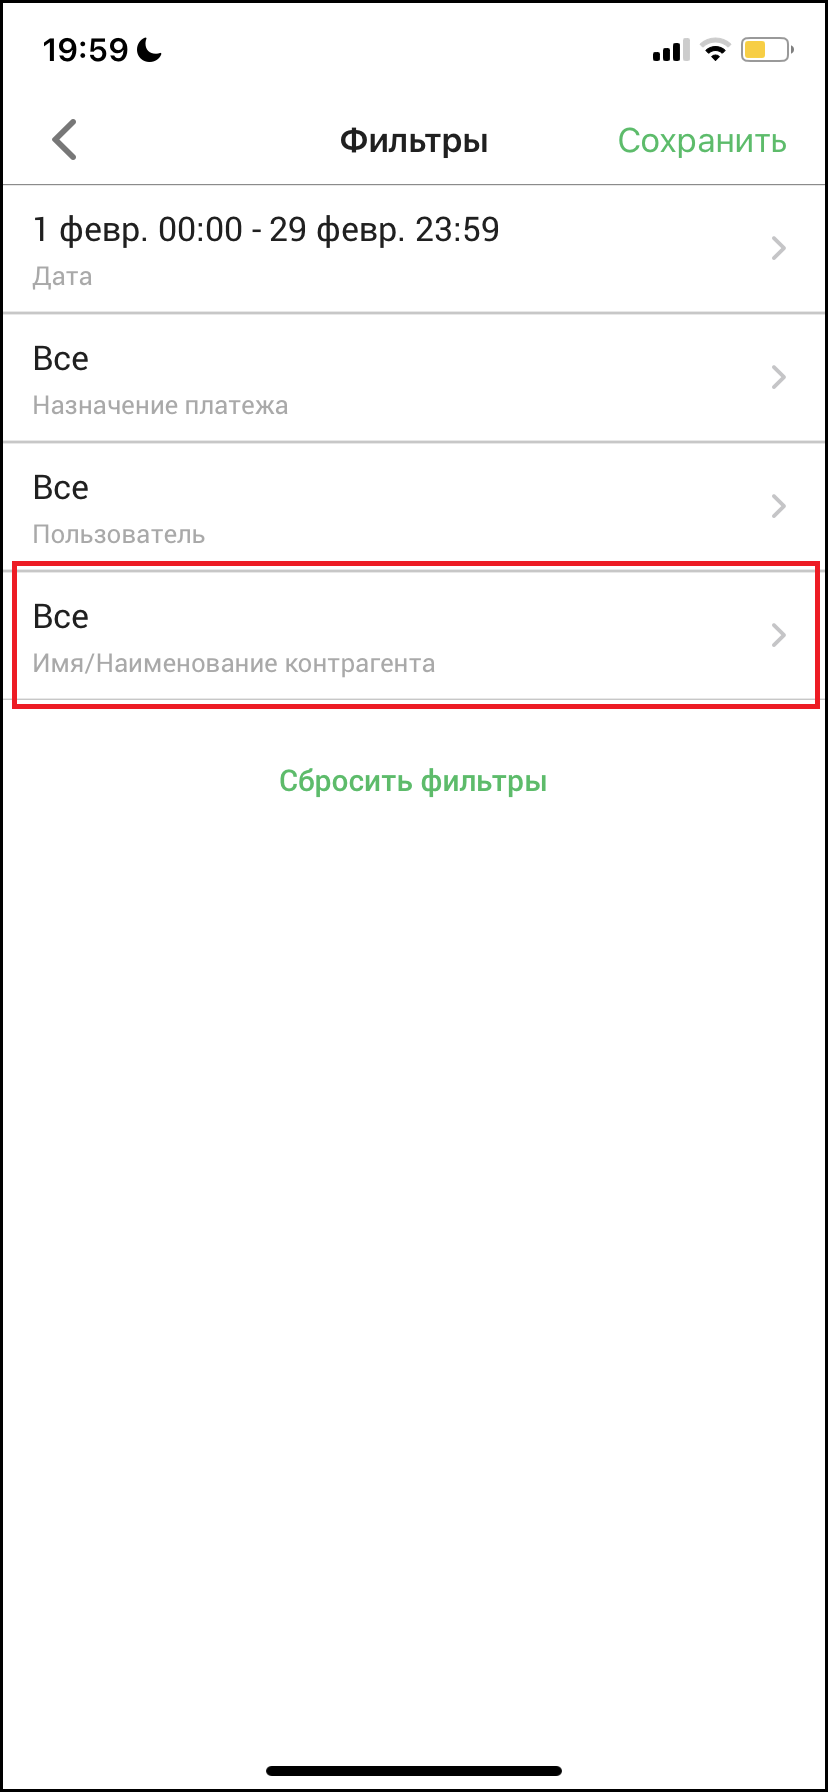 19:59
Фильтры
Сохранить
1 февр. 00:00 - 29 февр. 23:59
Дата
Все
Назначение платежа
Все
Пользователь
Все
Имя/Наименование контрагента
Сбросить фильтры